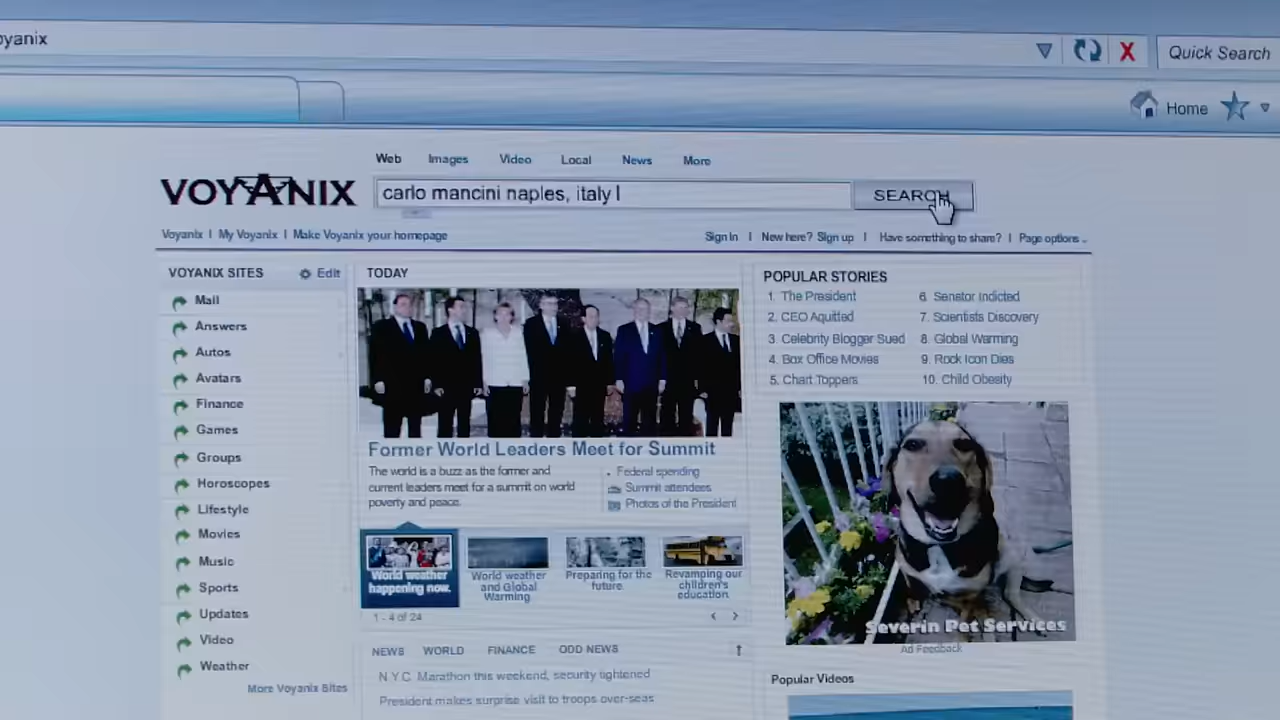 oyanix
Quick Search
Home
Web Images Video Local News More
VOYANIX
carlo mancini naples, italy
SEARCH
Voyanix | My Voyanix | Make Voyanix your homepage
Sign In | New here? Sign up | Have something to share? | Page options
VOYANIX SITES Edit
Mail
Answers
Autos
Avatars
Finance
Games
Groups
Horoscopes
Lifestyle
Movies
Music
Sports
Updates
Video
Weather
More Voyanix Sites
TODAY
Former World Leaders Meet for Summit
The world is a buzz as the former and
current leaders meet for a summit on world
poverty and peace.
Federal spending
Summit attendees
Photos of the President
World weather
happening now.
World weather
and Global
Warming
Preparing for the
future.
Revamping our
children's
education.
1 - 4 of 24
NEWS WORLD FINANCE ODD NEWS
N.Y.C. Marathon this weekend, security tightened
President makes surprise visit to troops over-seas
POPULAR STORIES
1. The President
2. CEO Aquitted
3. Celebrity Blogger Sued
4. Box Office Movies
5. Chart Toppers
6. Senator Indicted
7. Scientists Discovery
8. Global Warming
9. Rock Icon Dies
10. Child Obesity
Severin Pet Services
Ad Feedback
Popular Videos